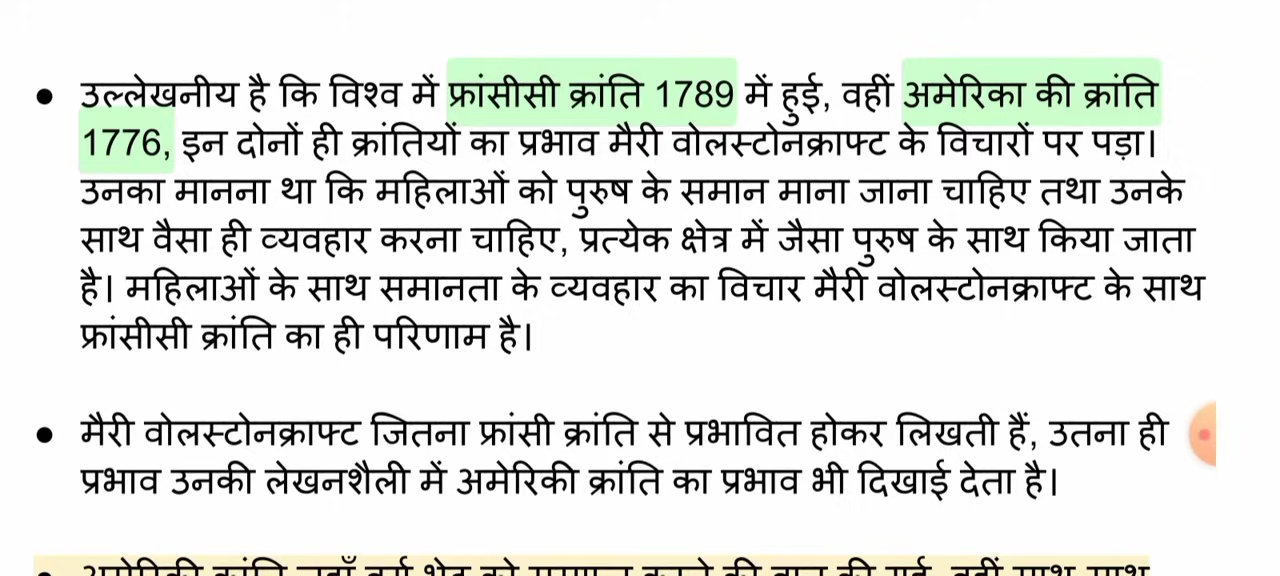 उल्लेखनीय है कि विश्व में फ्रांसीसी क्रांति 1789 में हुई, वहीं अमेरिका की क्रांति
1776, इन दोनों ही क्रांतियों का प्रभाव मैरी वोलस्टोनक्राफ्ट के विचारों पर पड़ा।
उनका मानना था कि महिलाओं को पुरुष के समान माना जाना चाहिए तथा उनके
साथ वैसा ही व्यवहार करना चाहिए, प्रत्येक क्षेत्र में जैसा पुरुष के साथ किया जाता
है। महिलाओं के साथ समानता के व्यवहार का विचार मैरी वोलस्टोनक्राफ्ट के साथ
फ्रांसीसी क्रांति का ही परिणाम है।
मैरी वोलस्टोनक्राफ्ट जितना फ्रांसी क्रांति से प्रभावित होकर लिखती हैं, उतना ही
प्रभाव उनकी लेखनशैली में अमेरिकी क्रांति का प्रभाव भी दिखाई देता है।